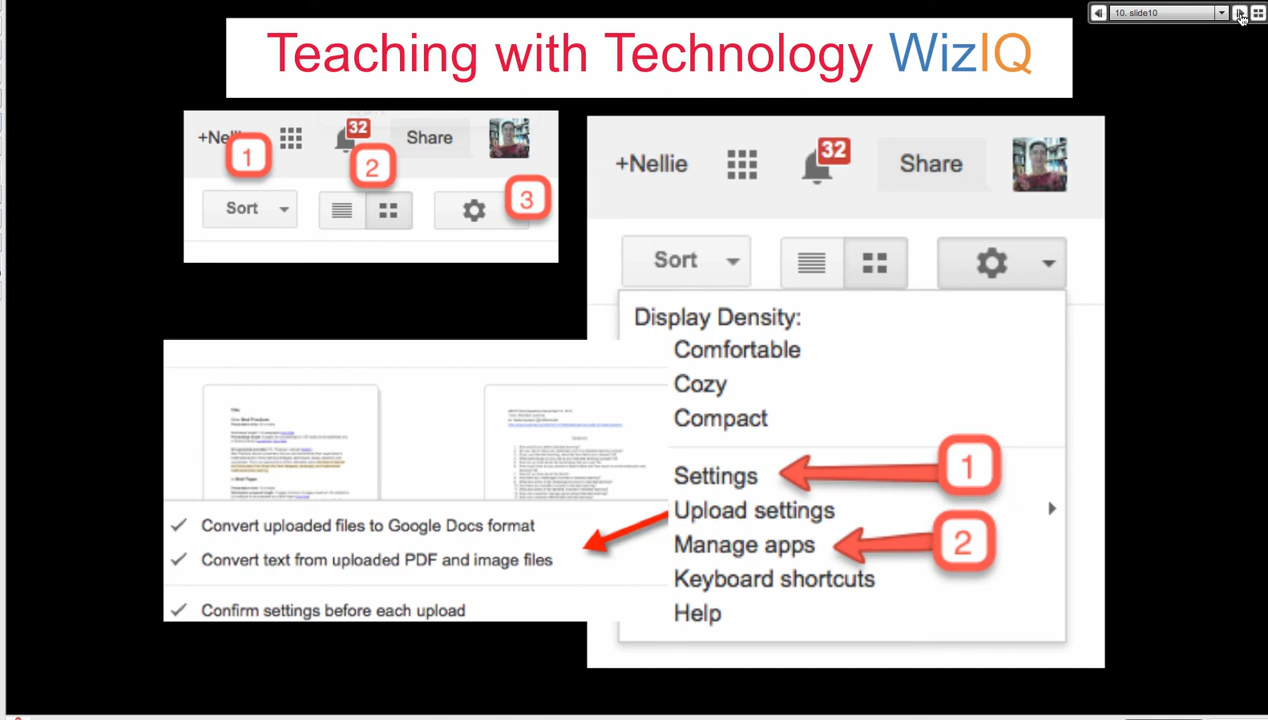 10. slide10
Teaching with Technology WizIQ
+Nelli
1
32
2
Share
Sort
3
+Nellie
32
Share
Sort
Display Density:
Comfortable
Cozy
Compact
Settings
1
Upload settings
Manage apps
2
Keyboard shortcuts
Help
Convert uploaded files to Google Docs format
Convert text from uploaded PDF and image files
Confirm settings before each upload